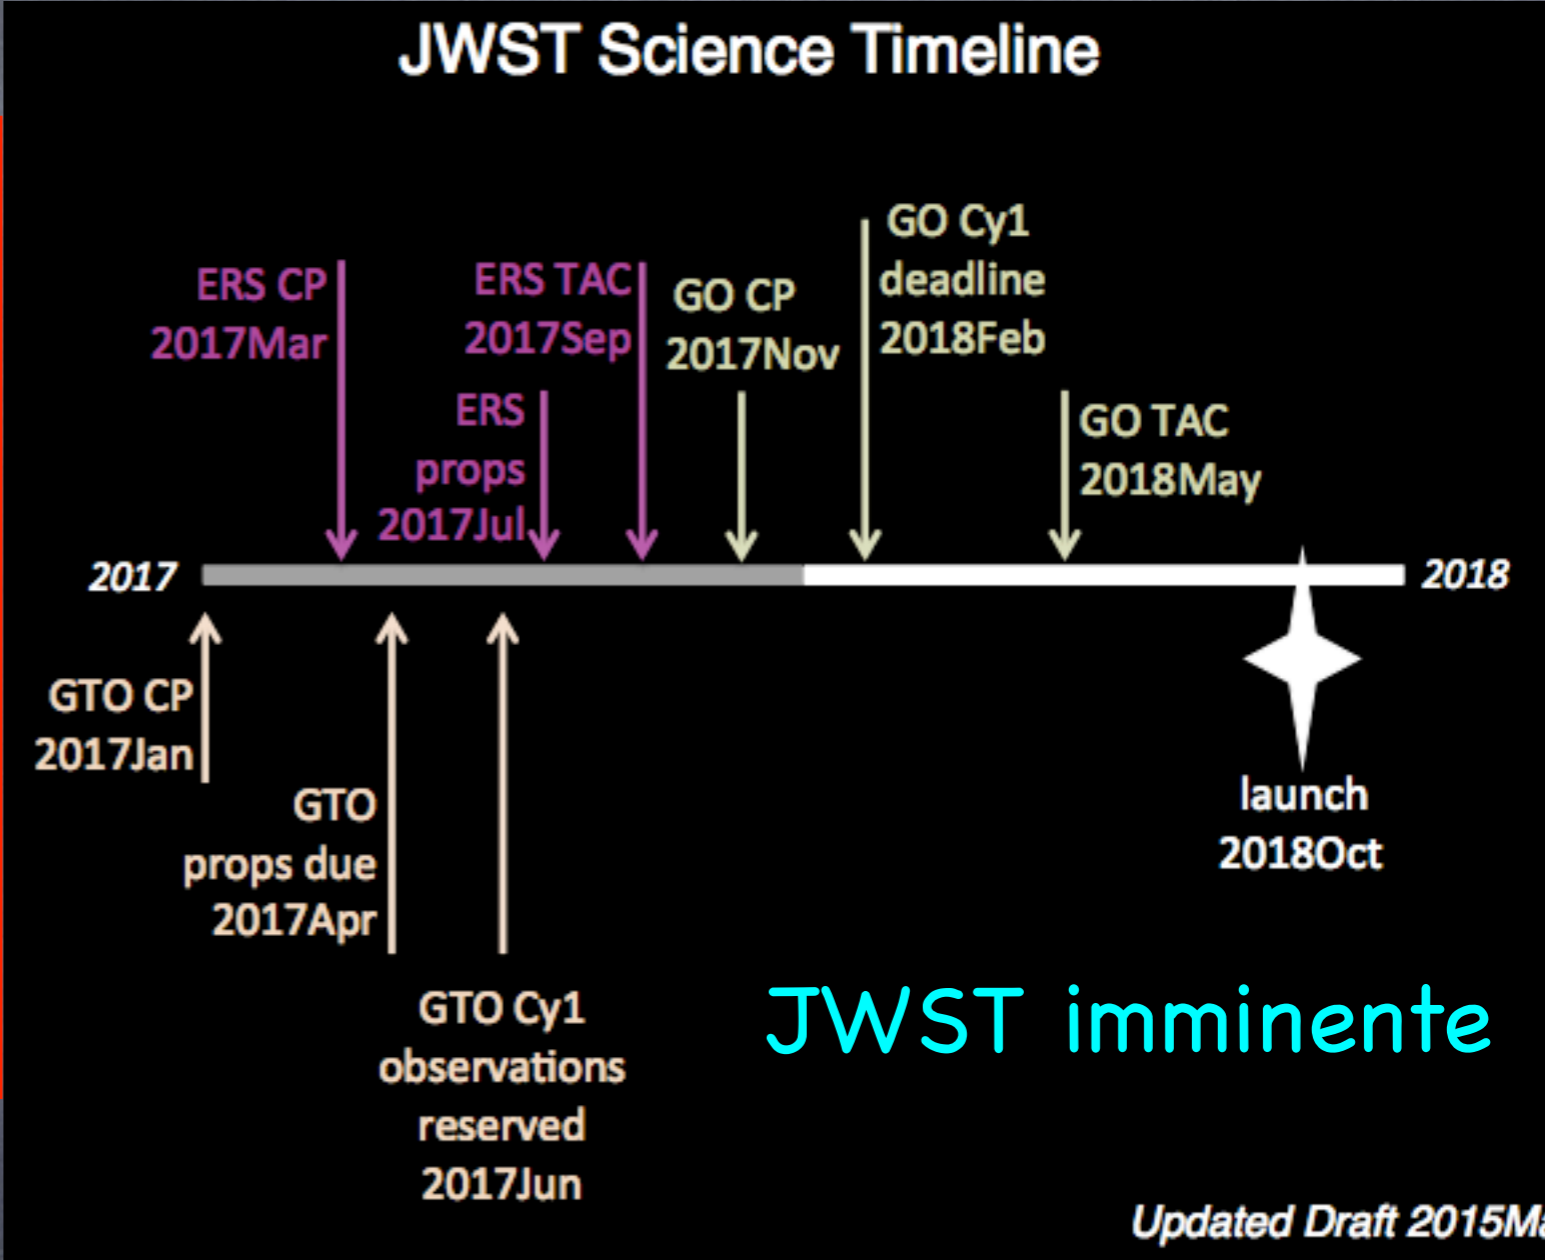 JWST Science Timeline
ERS CP
2017Mar
ERS TAC
2017Sep
ERS
props
2017Jul
GO CP
2017Nov
GO Cy1
deadline
2018Feb
GO TAC
2018May
2017
2018
GTO CP
2017Jan
GTO
props due
2017Apr
GTO Cy1
observations
reserved
2017Jun
launch
2018Oct
JWST imminente
Updated Draft